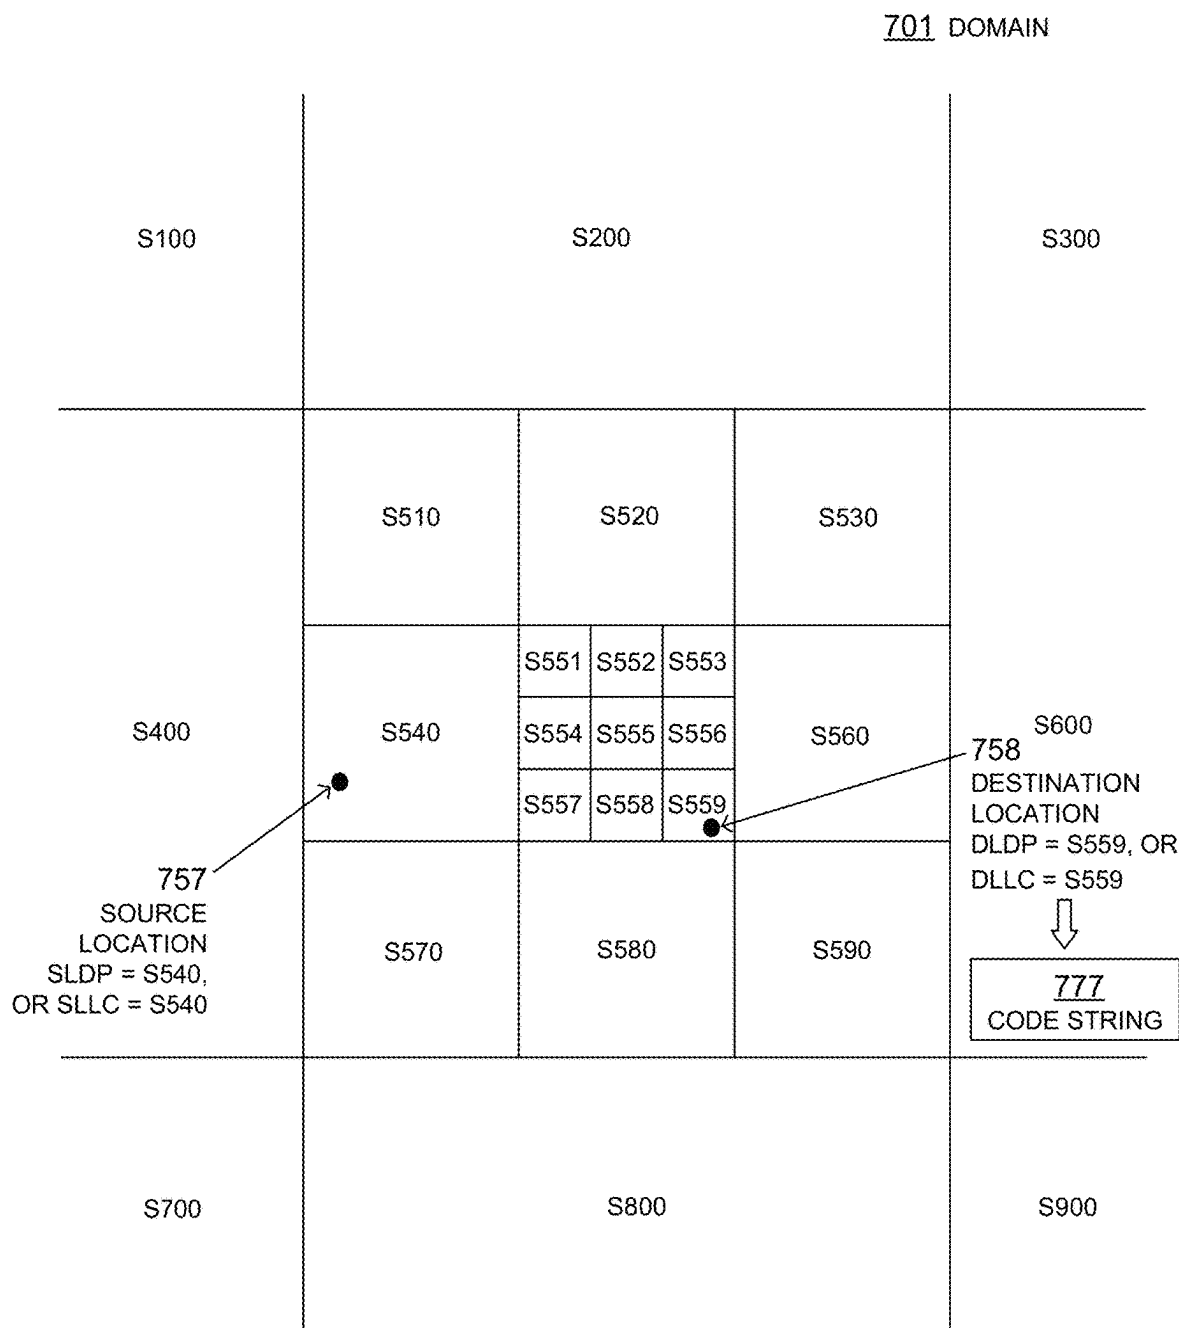 701 DOMAIN
S100 S200 S300
S510 S520 S530
S551 S552 S553
S400 S540 S554 S555 S556 S560 S600
S557 S558 S559
758
DESTINATION
LOCATION
DLDP = S559, OR
DLLC = S559
757
SOURCE
LOCATION
SLDP = S540,
OR SLLC = S540
S570 S580 S590
777
CODE STRING
S700 S800 S900